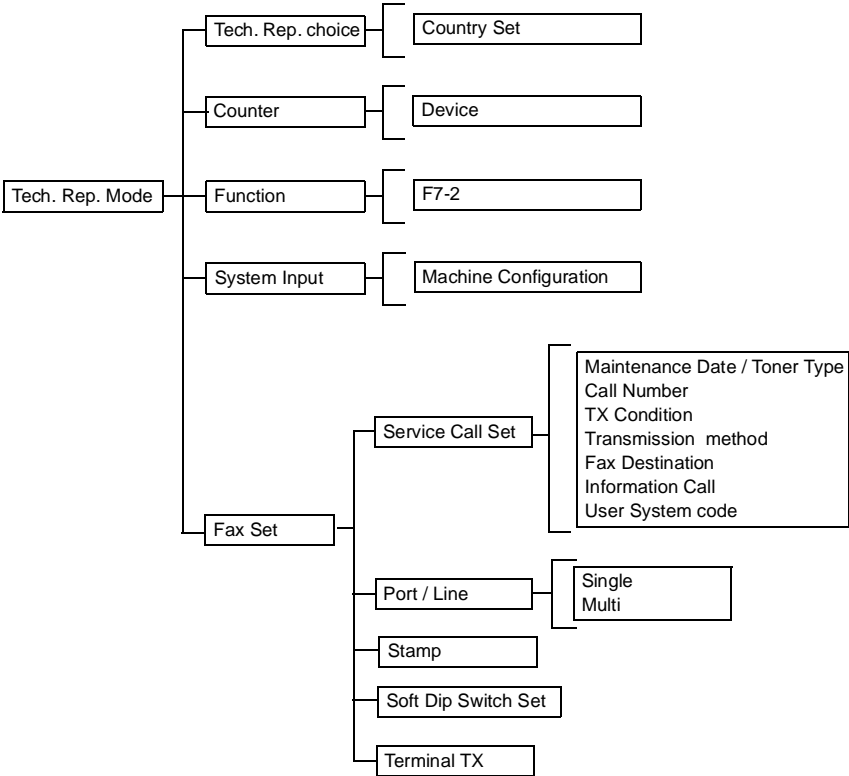 Tech. Rep. choice
Country Set
Counter
Device
Tech. Rep. Mode
Function
F7-2
System Input
Machine Configuration
Maintenance Date / Toner Type
Call Number
TX Condition
Transmission method
Fax Destination
Information Call
User System code
Service Call Set
Fax Set
Port / Line
Single
Multi
Stamp
Soft Dip Switch Set
Terminal TX